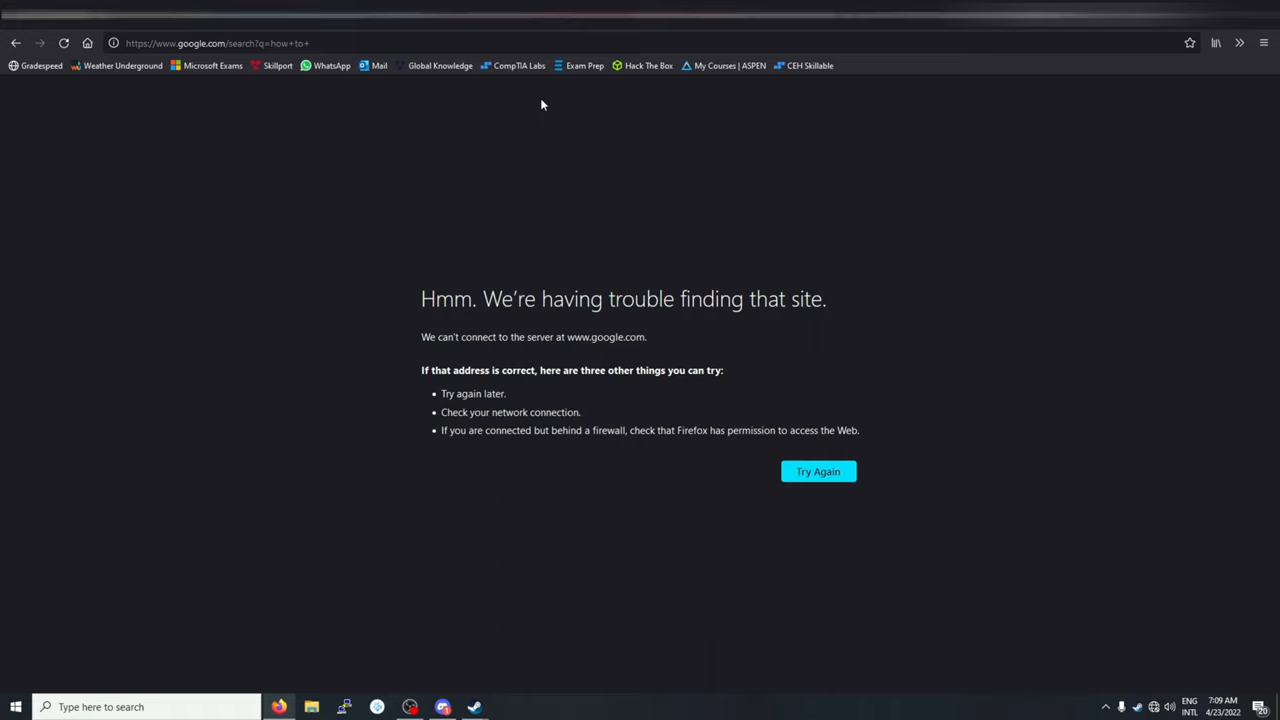 https://www.google.com/search?q=how+to+
Gradespeed Weather Underground Microsoft Exams Skillport WhatsApp Mail Global Knowledge CompTIA Labs Exam Prep Hack The Box My Courses | ASPEN CEH Skillable
Hmm. We're having trouble finding that site.
We can't connect to the server at www.google.com.
If that address is correct, here are three other things you can try:
Try again later.
Check your network connection.
If you are connected but behind a firewall, check that Firefox has permission to access the Web.
Try Again
Type here to search
ENG 7:09 AM
INTL 4/23/2022
20